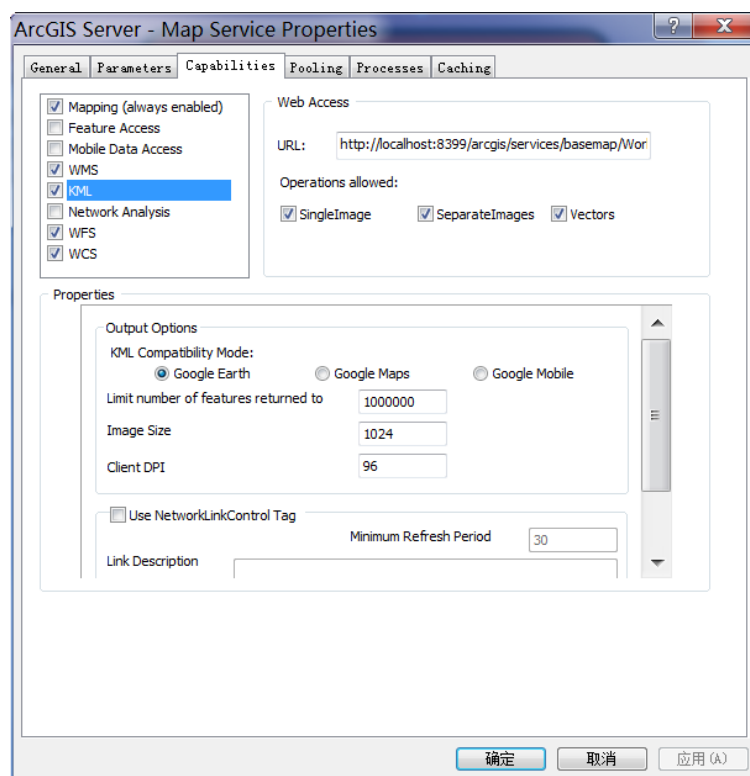 ArcGIS Server - Map Service Properties
General Parameters Capabilities Pooling Processes Caching
Mapping (always enabled)
Feature Access
Mobile Data Access
WMS
KML
Network Analysis
WFS
WCS
Web Access
URL: http://localhost:8399/arcgis/services/basemap/Wor
Operations allowed:
SingleImage SeparateImages Vectors
Properties
Output Options
KML Compatibility Mode:
Google Earth Google Maps Google Mobile
Limit number of features returned to 1000000
Image Size 1024
Client DPI 96
Use NetworkLinkControl Tag
Minimum Refresh Period 30
Link Description
确定 取消 应用(A)